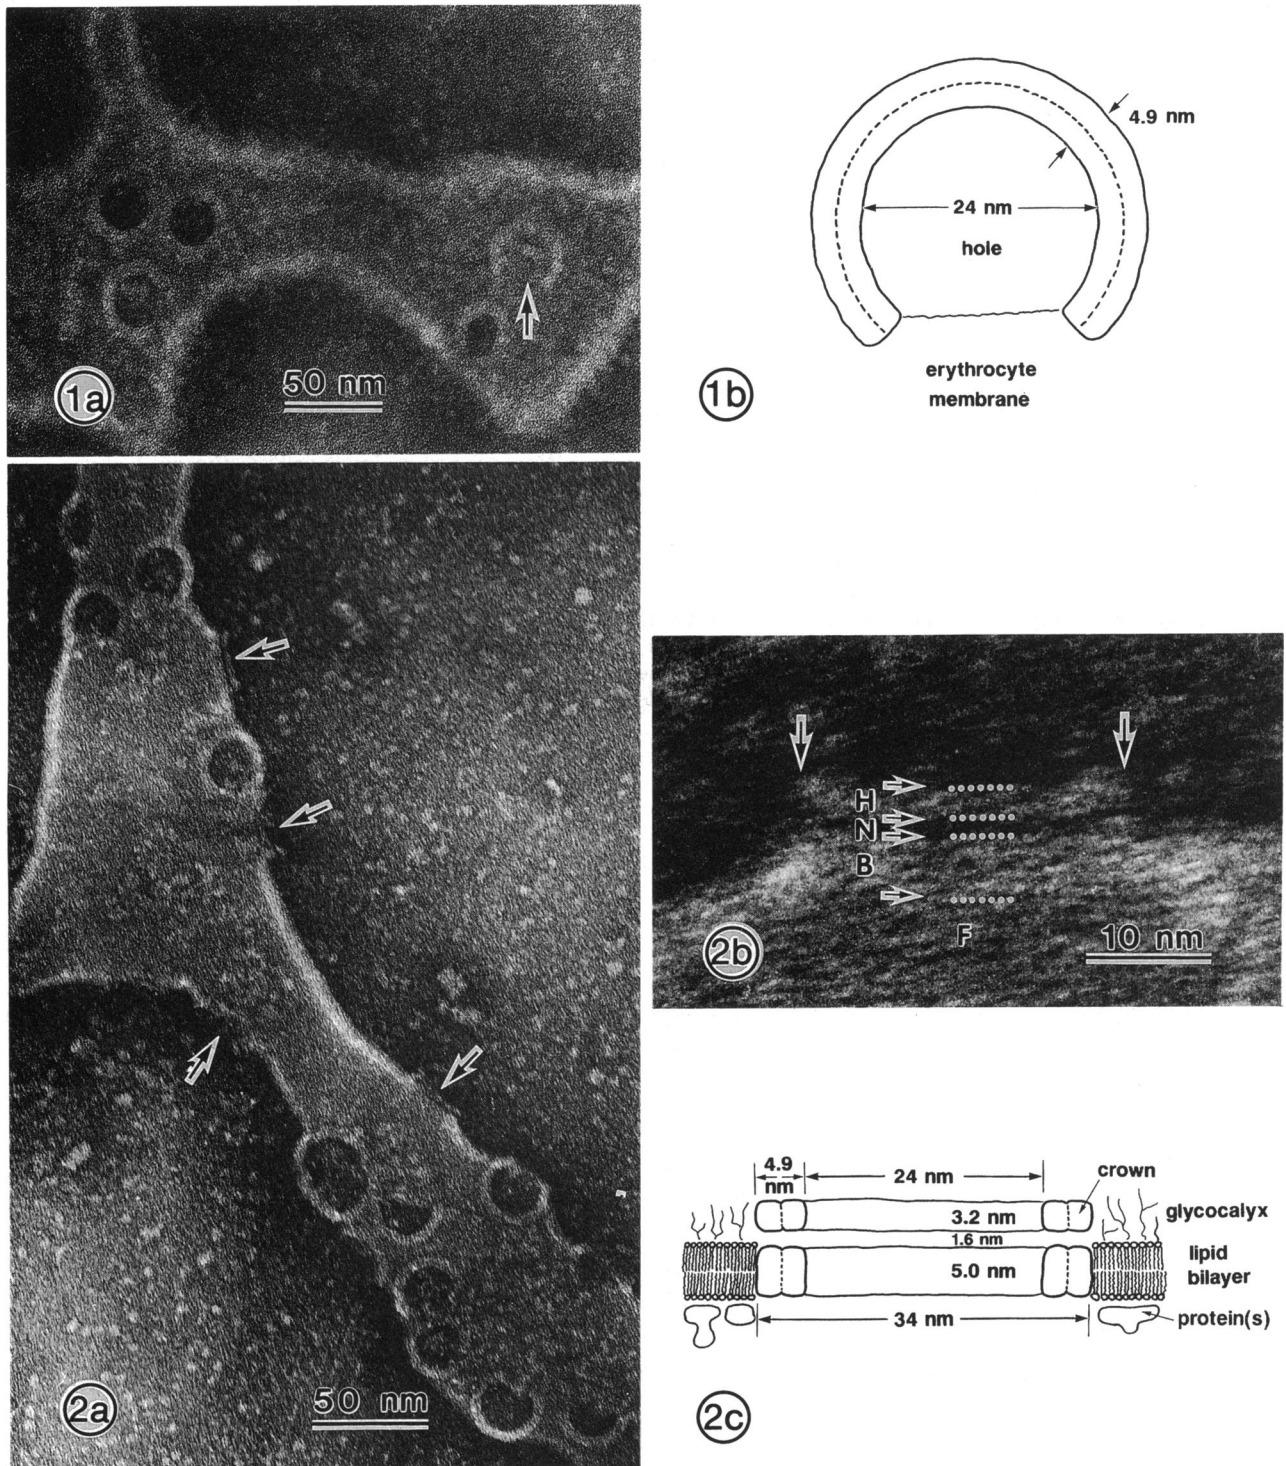 50 nm
1a
4.9 nm
24 nm
hole
erythrocyte
membrane
1b
50 nm
2a
H
N
B
F
10 nm
2b
4.9
nm
24 nm
crown
glycocalyx
3.2 nm
1.6 nm
lipid
bilayer
5.0 nm
34 nm
protein(s)
2c